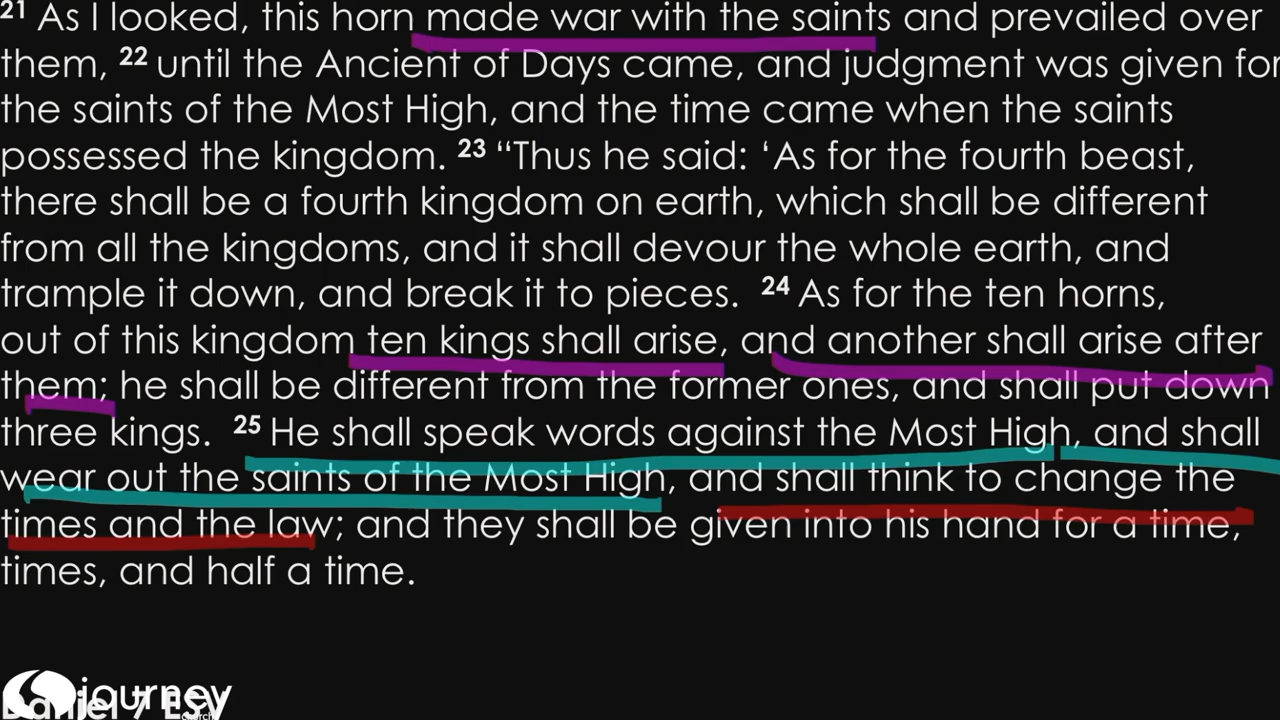 21 As I looked, this horn made war with the saints and prevailed over
them, 22 until the Ancient of Days came, and judgment was given for
the saints of the Most High, and the time came when the saints
possessed the kingdom. 23 “Thus he said: ‘As for the fourth beast,
there shall be a fourth kingdom on earth, which shall be different
from all the kingdoms, and it shall devour the whole earth, and
trample it down, and break it to pieces. 24 As for the ten horns,
out of this kingdom ten kings shall arise, and another shall arise after
them; he shall be different from the former ones, and shall put down
three kings. 25 He shall speak words against the Most High, and shall
wear out the saints of the Most High, and shall think to change the
times and the law; and they shall be given into his hand for a time,
times, and half a time.
journey
church
Daniel 7 Esv